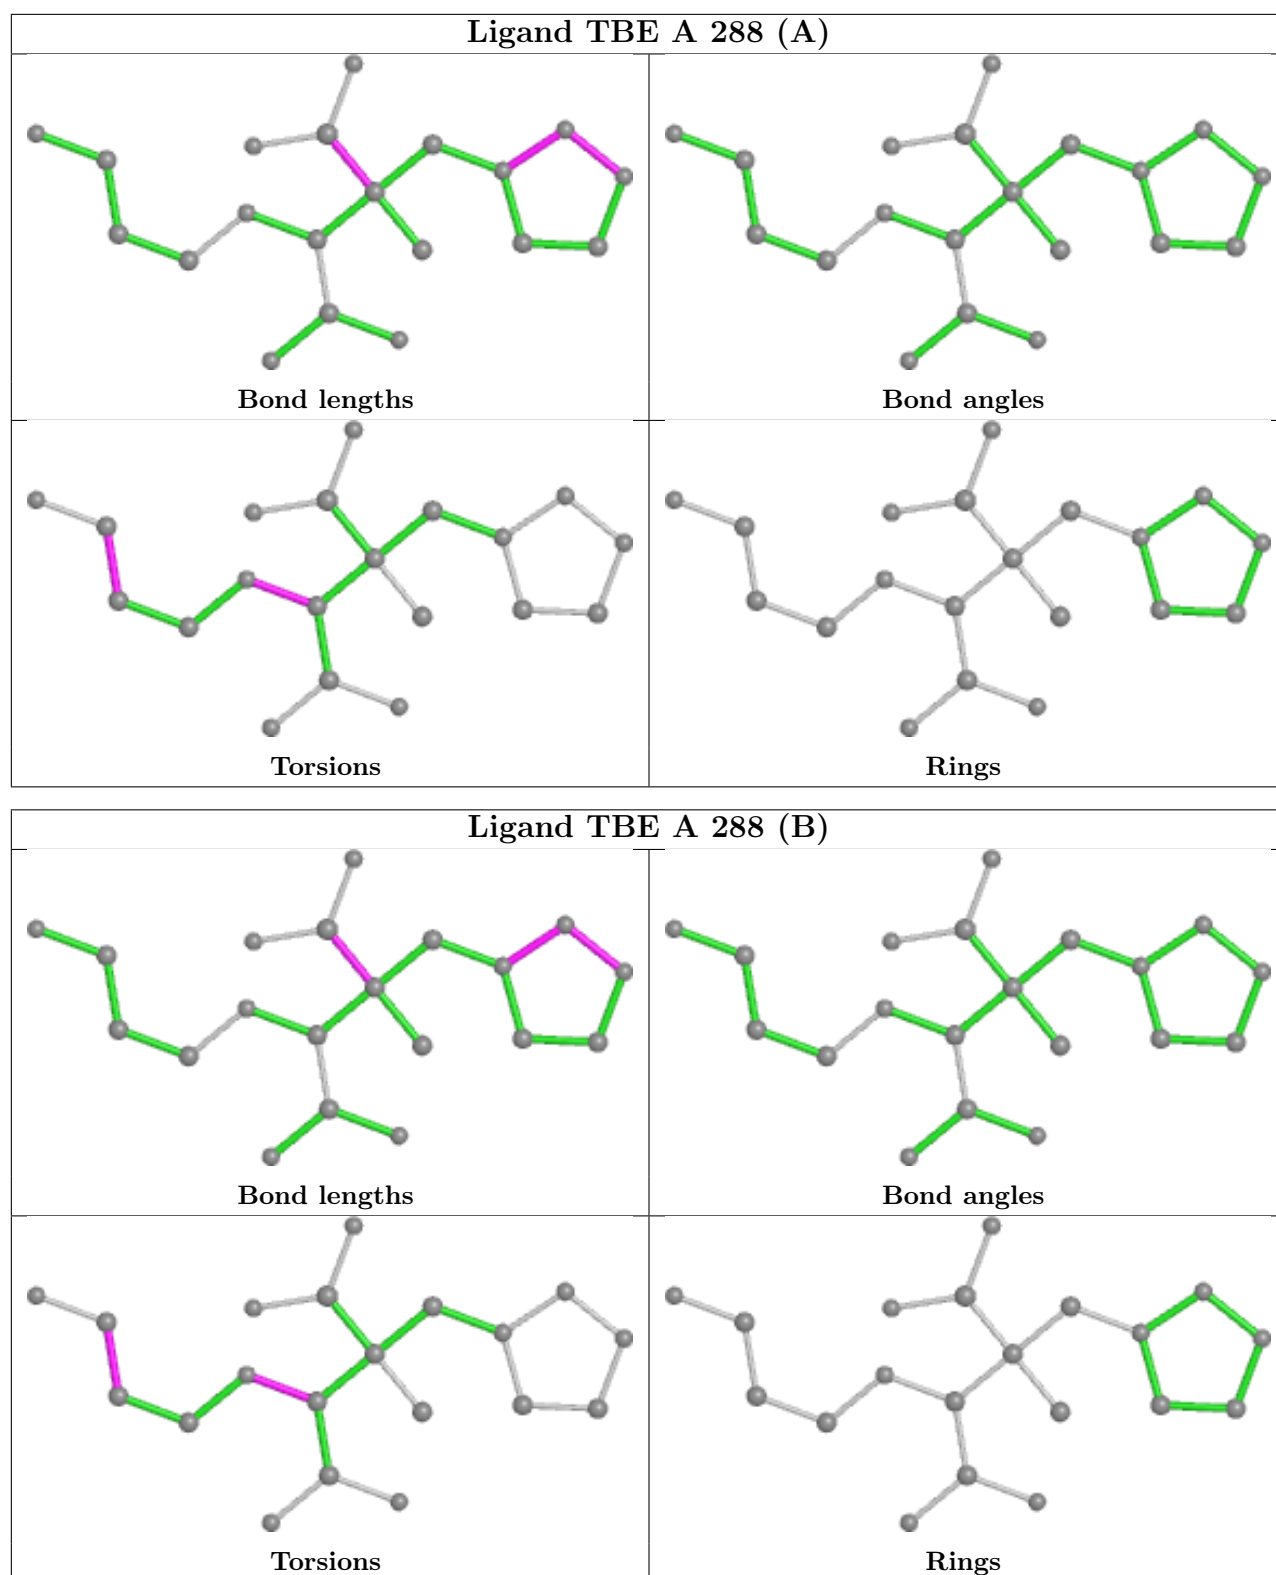 Ligand TBE A 288 (A)
Bond lengths
Bond angles
Torsions
Rings
Ligand TBE A 288 (B)
Bond lengths
Bond angles
Torsions
Rings